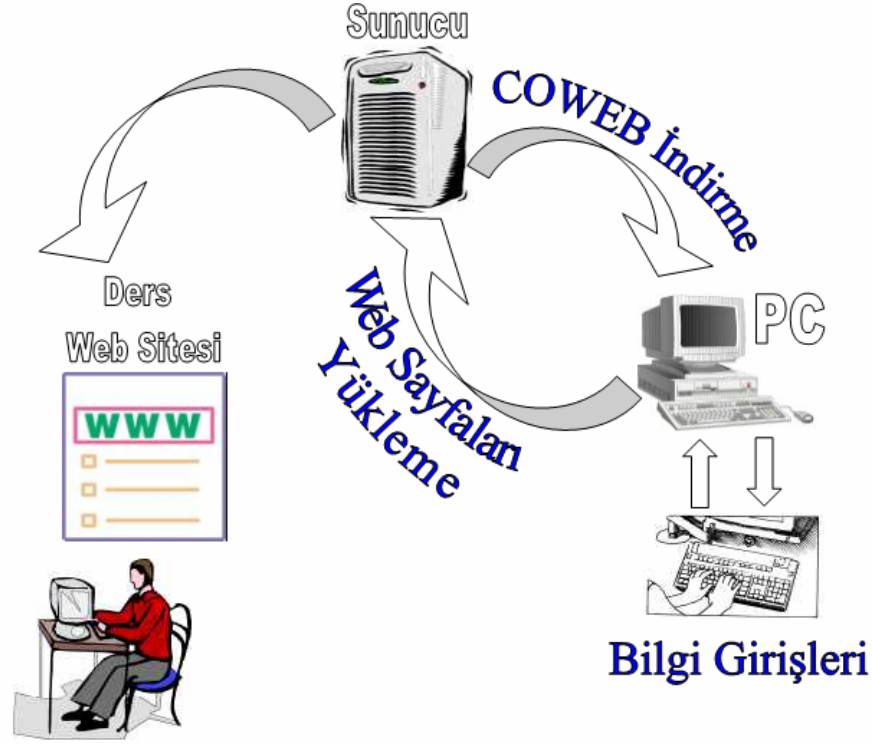 Sunucu
COWEB İndirme
PC
Web Sayfaları
Yükleme
Ders
Web Sitesi
WWW
Bilgi Girişleri